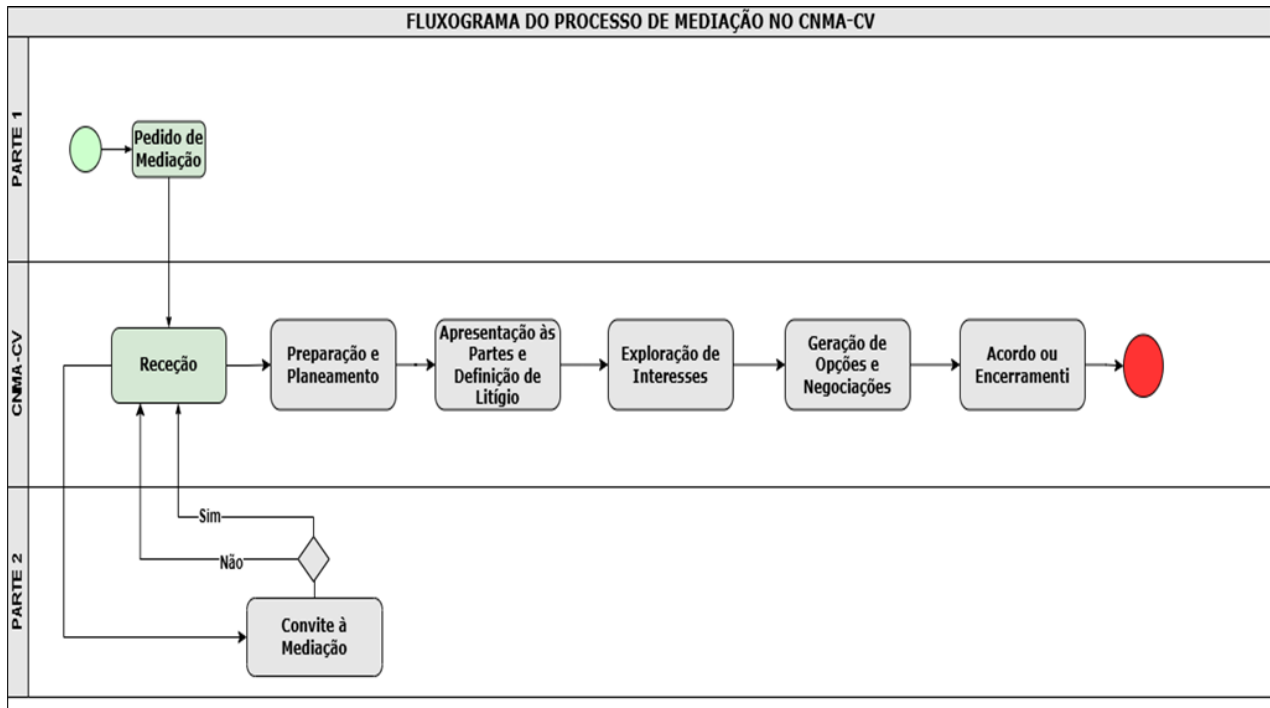 FLUXOGRAMA DO PROCESSO DE MEDIAÇÃO NO CNMA-CV
PARTE 1
Pedido de
Mediação
CNMA-CV
Receção
Preparação e
Planeamento
Apresentação às
Partes e
Definição de
Litígio
Exploração de
Interesses
Geração de
Opções e
Negociações
Acordo ou
Encerramenti
PARTE 2
Sim
Não
Convite à
Mediação